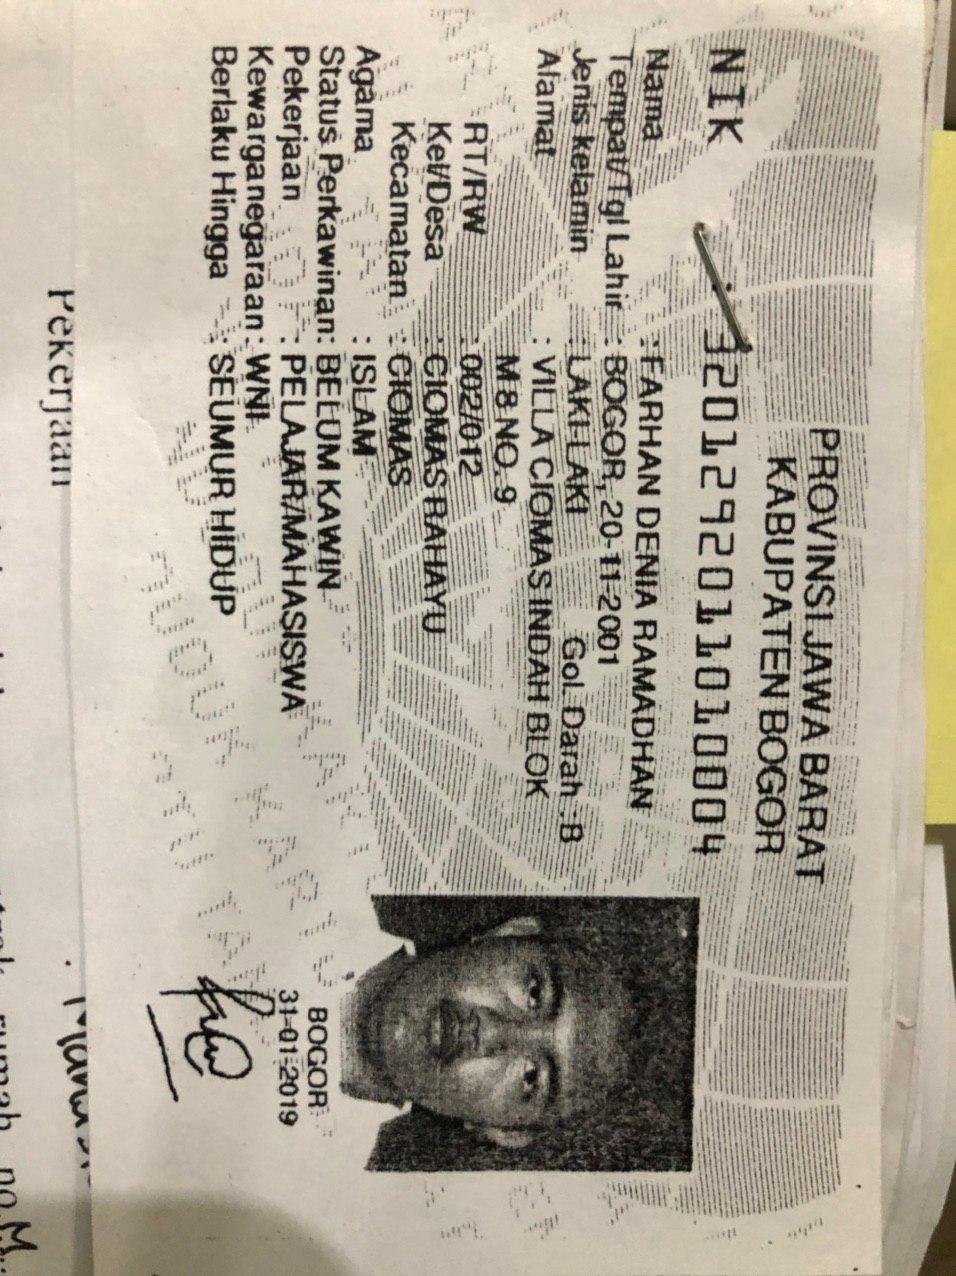 PROVINSI JAWA BARAT
KABUPATEN BOGOR
NIK : 3201292011010004
Nama : FARHAN DENIA RAMADHAN
Tempat/Tgl Lahir : BOGOR, 20-11-2001
Jenis kelamin : LAKI-LAKI Gol. Darah : B
Alamat : VILLA CIOMAS INDAH BLOK
M 8 NO. 9
RT/RW : 002/012
Kel/Desa : CIOMAS RAHAYU
Kecamatan : CIOMAS
Agama : ISLAM
Status Perkawinan: BELUM KAWIN
Pekerjaan : PELAJAR/MAHASISWA
Kewarganegaraan : WNI
Berlaku Hingga : SEUMUR HIDUP
BOGOR
31-01-2019
Pekerjaan :
rumah no. M